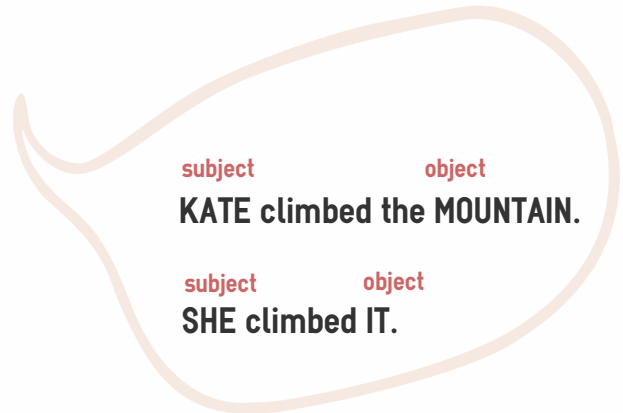 subject object
KATE climbed the MOUNTAIN.
subject object
SHE climbed IT.